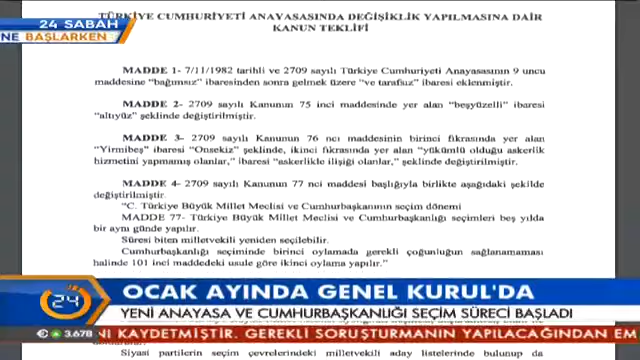 TÜRKİYE CUMHURİYETİ ANAYASASINDA DEĞİŞİKLİK YAPILMASINA DAİR
KANUN TEKLİFİ
24 SABAH
NE BAŞLARKEN
MADDE 1- 7/11/1982 tarihli ve 2709 sayılı Türkiye Cumhuriyeti Anayasasının 9 uncu
maddesine “bağımsız” ibaresinden sonra gelmek üzere “ve tarafsız” ibaresi eklenmiştir.
MADDE 2- 2709 sayılı Kanunun 75 inci maddesinde yer alan “beşyüzelli” ibaresi
“altıyüz” şeklinde değiştirilmiştir.
MADDE 3- 2709 sayılı Kanunun 76 ncı maddesinin birinci fıkrasında yer alan
“Yirmibeş” ibaresi “Onsekiz” şeklinde, ikinci fıkrasında yer alan “yükümlü olduğu askerlik
hizmetini yapmamış olanlar,” ibaresi “askerlikle ilişiği olanlar,” şeklinde değiştirilmiştir.
MADDE 4- 2709 sayılı Kanunun 77 nci maddesi başlığıyla birlikte aşağıdaki şekilde
değiştirilmiştir.
“C. Türkiye Büyük Millet Meclisi ve Cumhurbaşkanının seçim dönemi
MADDE 77- Türkiye Büyük Millet Meclisi ve Cumhurbaşkanlığı seçimleri beş yılda
bir aynı günde yapılır.
Süresi biten milletvekili yeniden seçilebilir.
Cumhurbaşkanlığı seçiminde birinci oylamada gerekli çoğunluğun sağlanamaması
halinde 101 inci maddedeki usule göre ikinci oylama yapılır.”
24
OCAK AYINDA GENEL KURUL'DA
YENİ ANAYASA VE CUMHURBAŞKANLIĞI SEÇİM SÜRECİ BAŞLADI
3.678 NI KAYDETMİŞTİR. GEREKLİ SORUŞTURMANIN YAPILACAĞINDAN EM
Siyasi partilerin seçim çevrelerindeki milletvekili aday listelerinde bulunup da